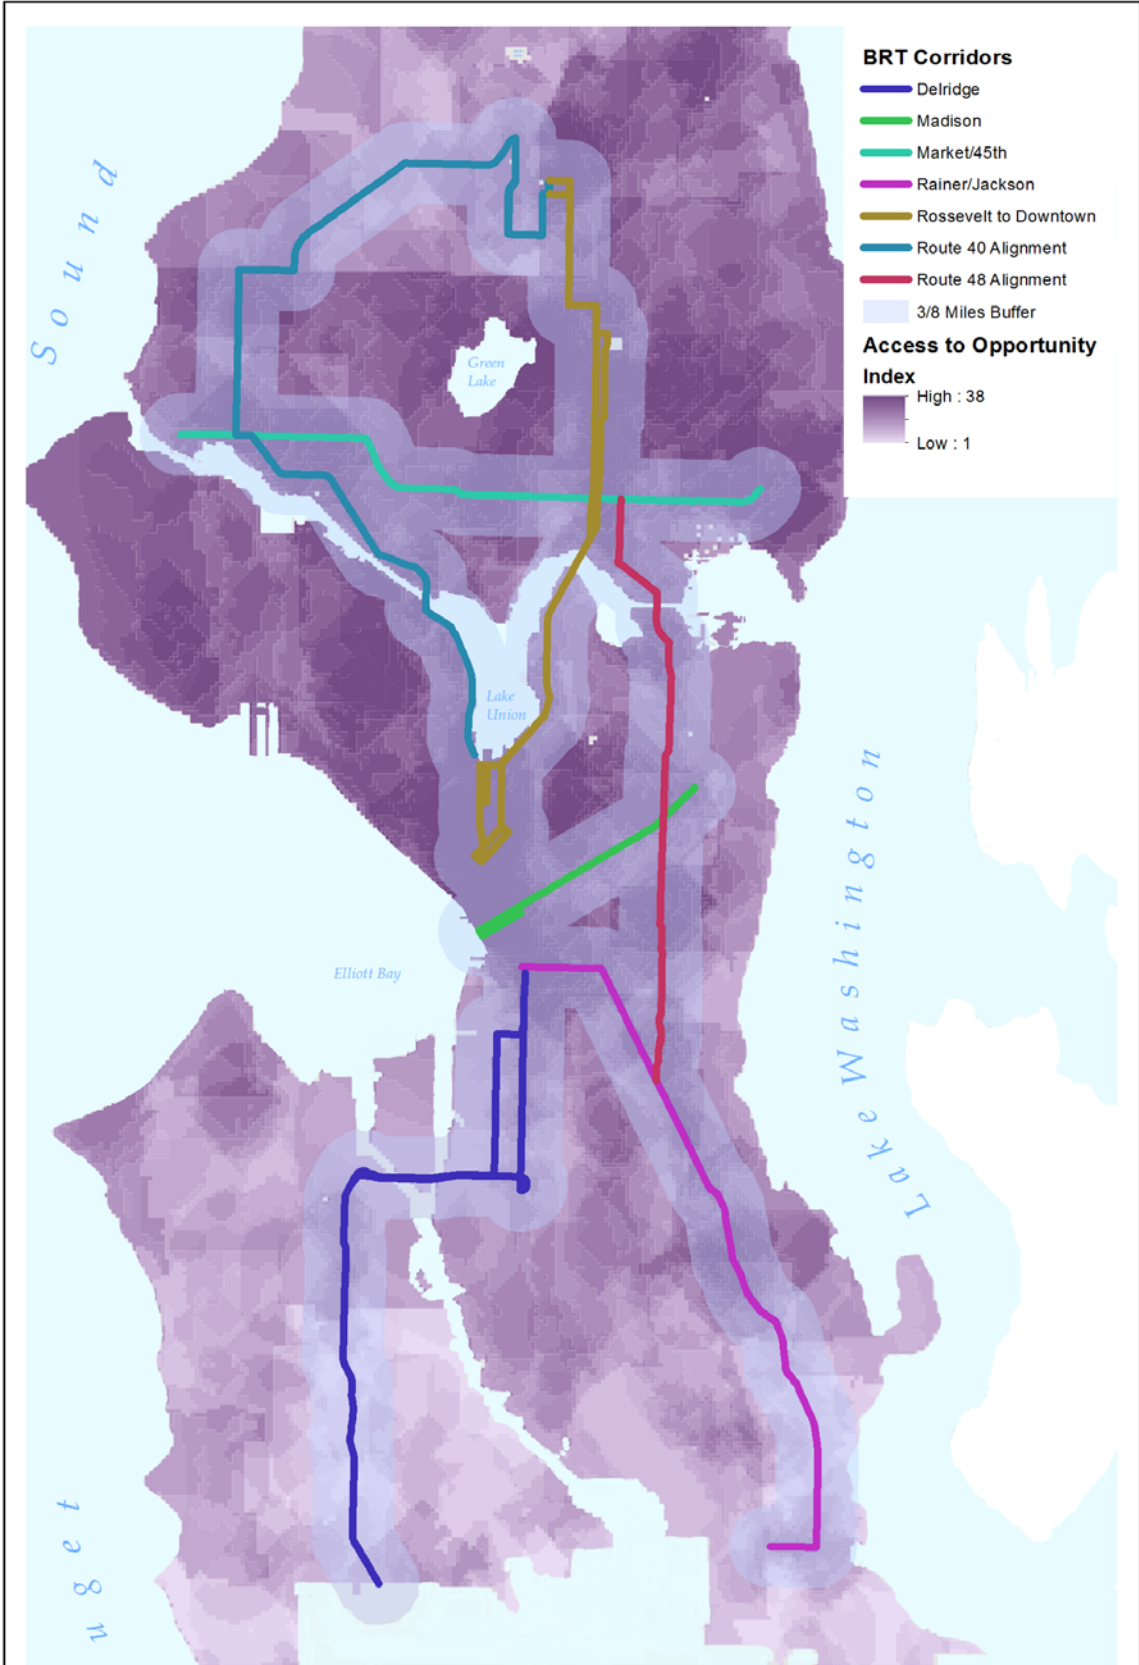 BRT Corridors
Delridge
Madison
Market/45th
Rainer/Jackson
Rossevelt to Downtown
Route 40 Alignment
Route 48 Alignment
3/8 Miles Buffer
Access to Opportunity
Index
High : 38
Low : 1
Sound
Green
Lake
Lake
Union
Elliott Bay
Lake Washington
uget